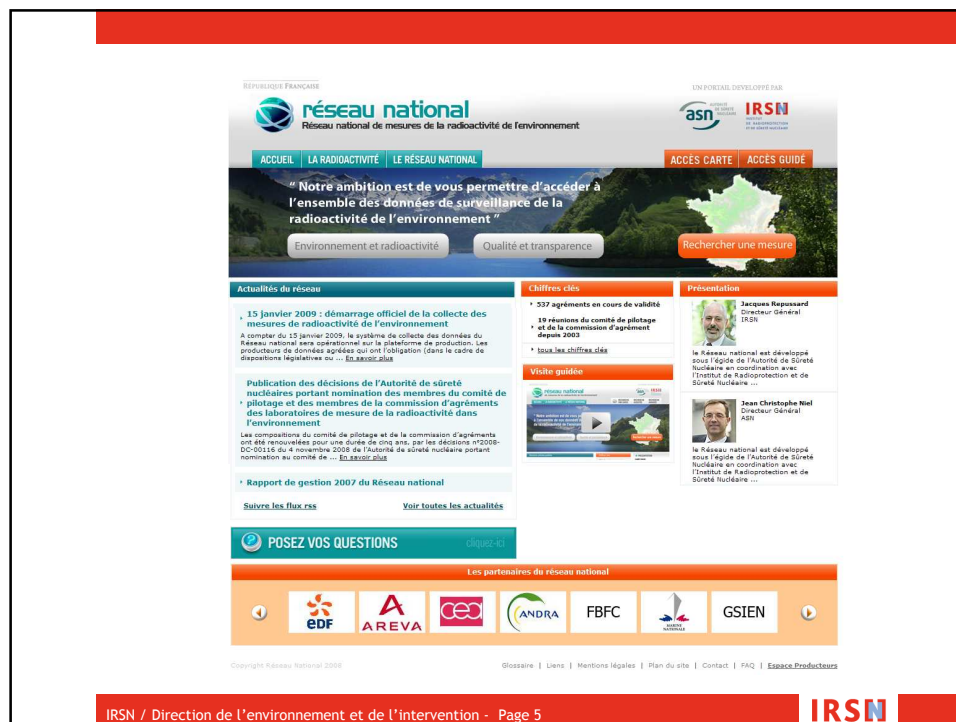 RÉPUBLIQUE FRANÇAISE
UN PORTAIL DEVELOPPÉ PAR
réseau national
Réseau national de mesures de la radioactivité de l'environnement
asn
AUTORITÉ
DE SÛRETÉ
NUCLÉAIRE
IRSN
INSTITUT
DE RADIOPROTECTION
ET DE SÛRETÉ NUCLÉAIRE
ACCUEIL
LA RADIOACTIVITÉ
LE RÉSEAU NATIONAL
ACCÈS CARTE
ACCÈS GUIDÉ
“ Notre ambition est de vous permettre d'accéder à
l'ensemble des données de surveillance de la
radioactivité de l'environnement ”
Environnement et radioactivité
Qualité et transparence
Rechercher une mesure
Actualités du réseau
15 janvier 2009 : démarrage officiel de la collecte des
mesures de radioactivité de l'environnement
A compter du 15 janvier 2009, le système de collecte des données du
Réseau national sera opérationnel sur la plateforme de production. Les
producteurs de données agréées qui ont l'obligation (dans le cadre de
dispositions législatives ou ... En savoir plus
Publication des décisions de l'Autorité de sûreté
nucléaires portant nomination des membres du comité de
pilotage et des membres de la commission d'agréments
des laboratoires de mesure de la radioactivité dans
l'environnement
Les compositions du comité de pilotage et de la commission d'agréments
ont été renouvelées pour une durée de cinq ans, par les décisions n°2008-
DC-00116 du 4 novembre 2008 de l'Autorité de sûreté nucléaire portant
nomination au comité de ... En savoir plus
Rapport de gestion 2007 du Réseau national
Suivre les flux rss
Voir toutes les actualités
Chiffres clés
537 agréments en cours de validité
19 réunions du comité de pilotage
et de la commission d'agrément
depuis 2003
tous les chiffres clés
Visite guidée
réseau national
Présentation
Jacques Repussard
Directeur Général
IRSN
le Réseau national est développé
sous l'égide de l'Autorité de Sûreté
Nucléaire en coordination avec
l'Institut de Radioprotection et de
Sûreté Nucléaire ...
Jean Christophe Niel
Directeur Général
ASN
le Réseau national est développé
sous l'égide de l'Autorité de Sûreté
Nucléaire en coordination avec
l'Institut de Radioprotection et de
Sûreté Nucléaire ...
POSEZ VOS QUESTIONS
cliquez-ici
Les partenaires du réseau national
eDF
AREVA
cea
ANDRA
FBFC
MARINE
NATIONALE
GSIEN
Copyright Réseau National 2008
Glossaire | Liens | Mentions légales | Plan du site | Contact | FAQ | Espace Producteurs
IRSN / Direction de l'environnement et de l'intervention - Page 5
IRSN